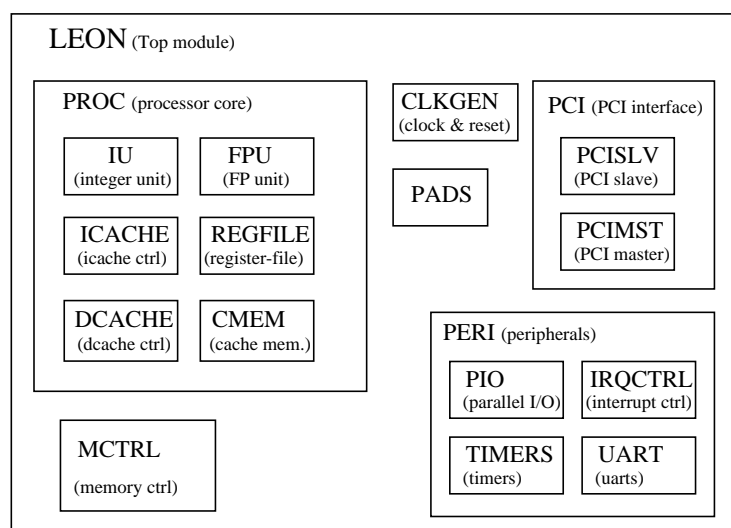 LEON (Top module)
PROC (processor core)
IU
(integer unit)
FPU
(FP unit)
ICACHE
(icache ctrl)
REGFILE
(register-file)
DCACHE
(dcache ctrl)
CMEM
(cache mem.)
MCTRL
(memory ctrl)
CLKGEN
(clock & reset)
PADS
PCI (PCI interface)
PCISLV
(PCI slave)
PCIMST
(PCI master)
PERI (peripherals)
PIO
(parallel I/O)
IRQCTRL
(interrupt ctrl)
TIMERS
(timers)
UART
(uarts)